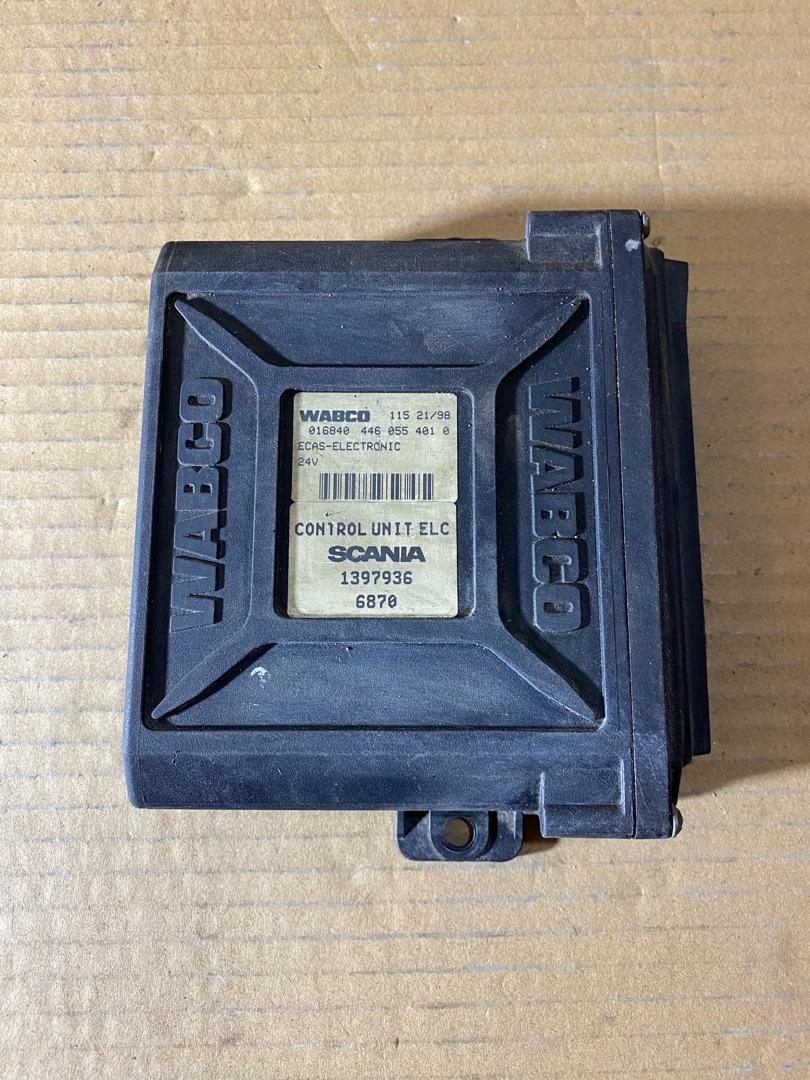 WABCO
WABCO 115 21/98
016840 446 055 401 0
ECAS-ELECTRONIC
24V
CONTROL UNIT ELC
SCANIA
1397936
6870
WABCO